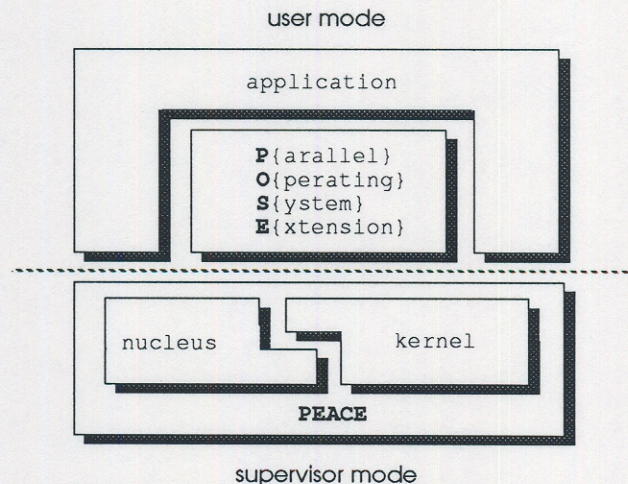 user mode
application
P{arallel}
O{perating}
S{ystem}
E{xtension}
nucleus
kernel
PEACE
supervisor mode